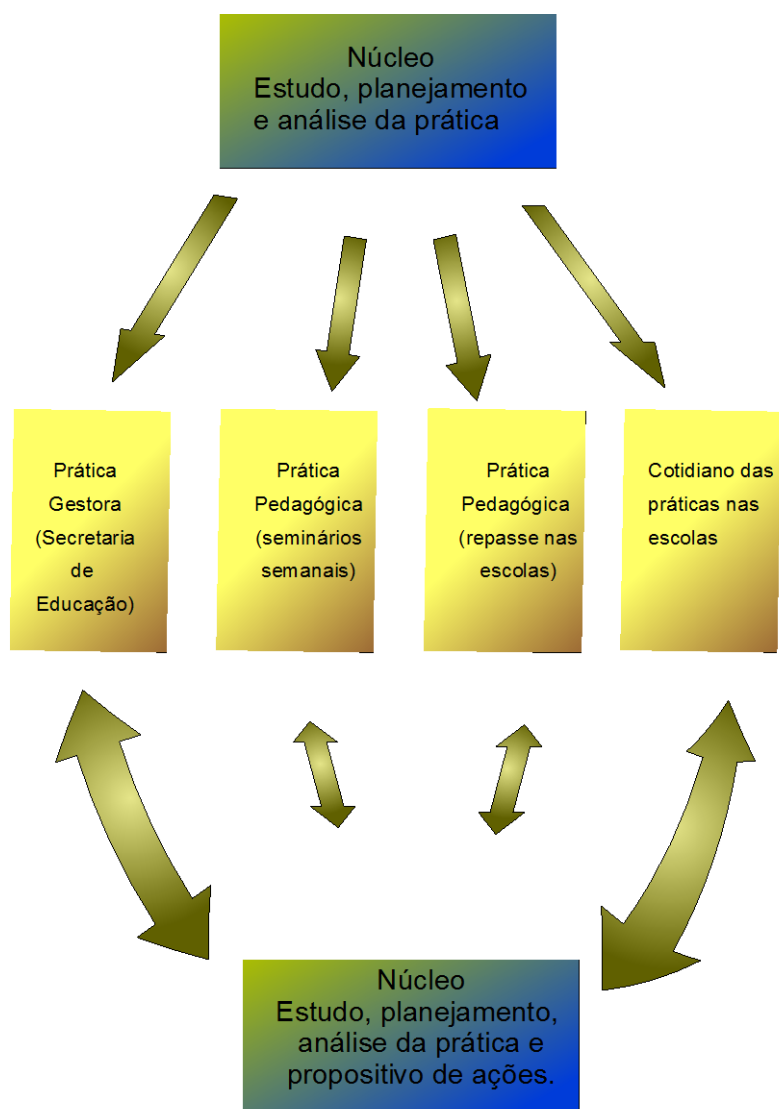 Núcleo
Estudo, planejamento
e análise da prática
Prática
Gestora
(Secretaria
de
Educação)
Prática
Pedagógica
(seminários
semanais)
Prática
Pedagógica
(repasse nas
escolas)
Cotidiano das
práticas nas
escolas
Núcleo
Estudo, planejamento,
análise da prática e
propositivo de ações.